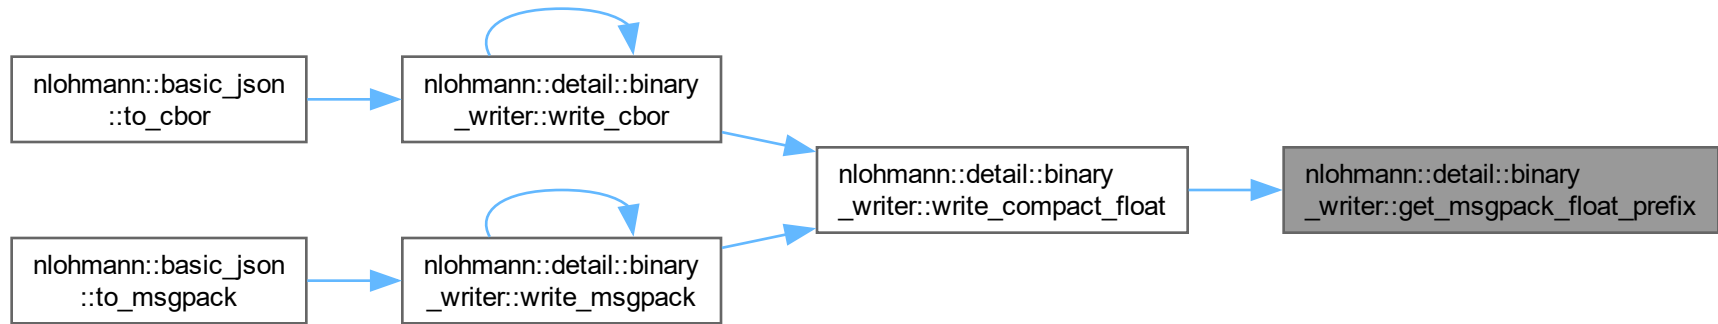 nlohmann::basic_json
::to_cbor
nlohmann::detail::binary
_writer::write_cbor
nlohmann::detail::binary
_writer::write_compact_float
nlohmann::detail::binary
_writer::get_msgpack_float_prefix
nlohmann::basic_json
::to_msgpack
nlohmann::detail::binary
_writer::write_msgpack